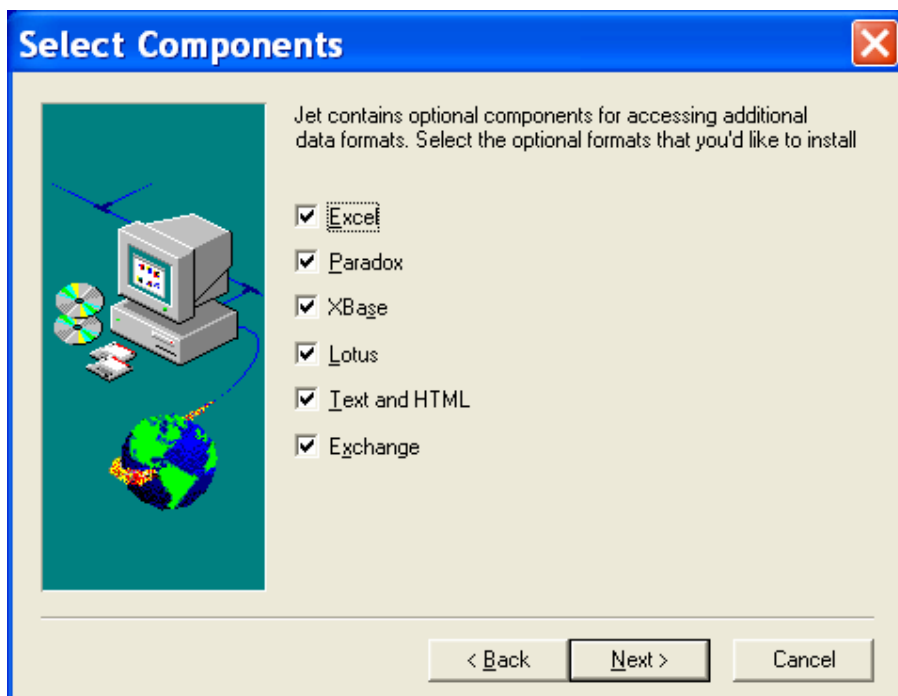 Select Components
Jet contains optional components for accessing additional
data formats. Select the optional formats that you'd like to install
Excel
Paradox
XBase
Lotus
Text and HTML
Exchange
< Back
Next >
Cancel